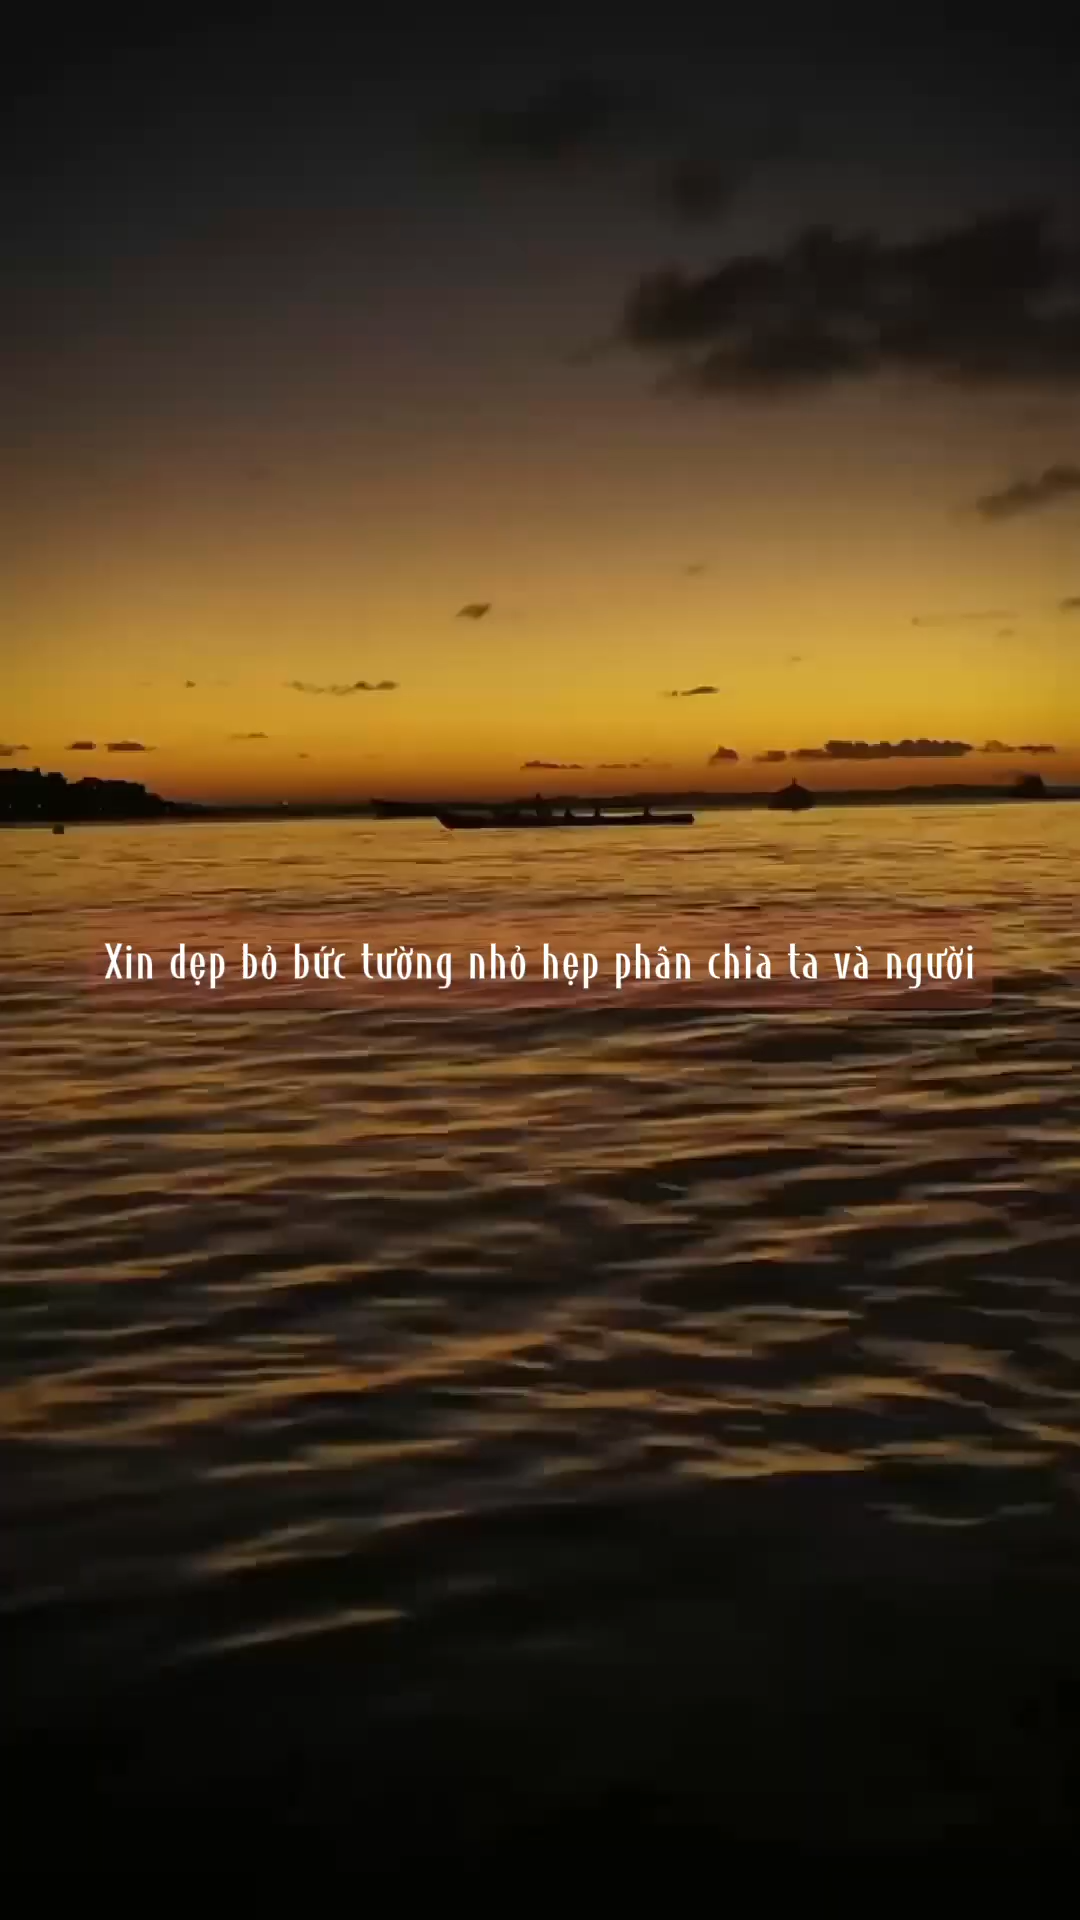 Xin dẹp bỏ bức tường nhỏ hẹp phân chia ta và người